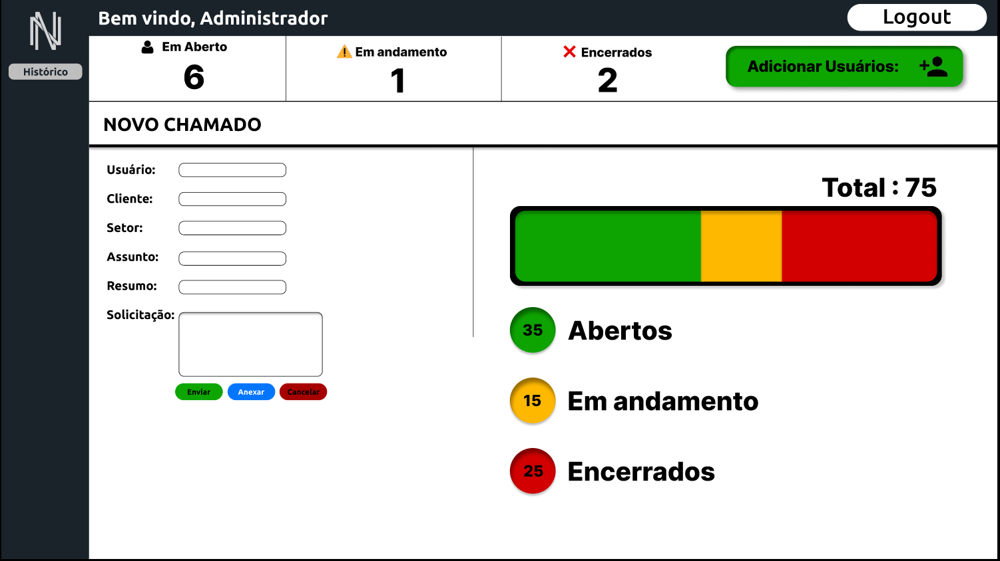 N
Bem vindo, Administrador
Logout
Histórico
Em Aberto
6
Em andamento
1
Encerrados
2
Adicionar Usuários:
NOVO CHAMADO
Usuário:
Cliente:
Setor:
Assunto:
Resumo:
Solicitação:
Enviar
Anexar
Cancelar
Total : 75
35 Abertos
15 Em andamento
25 Encerrados